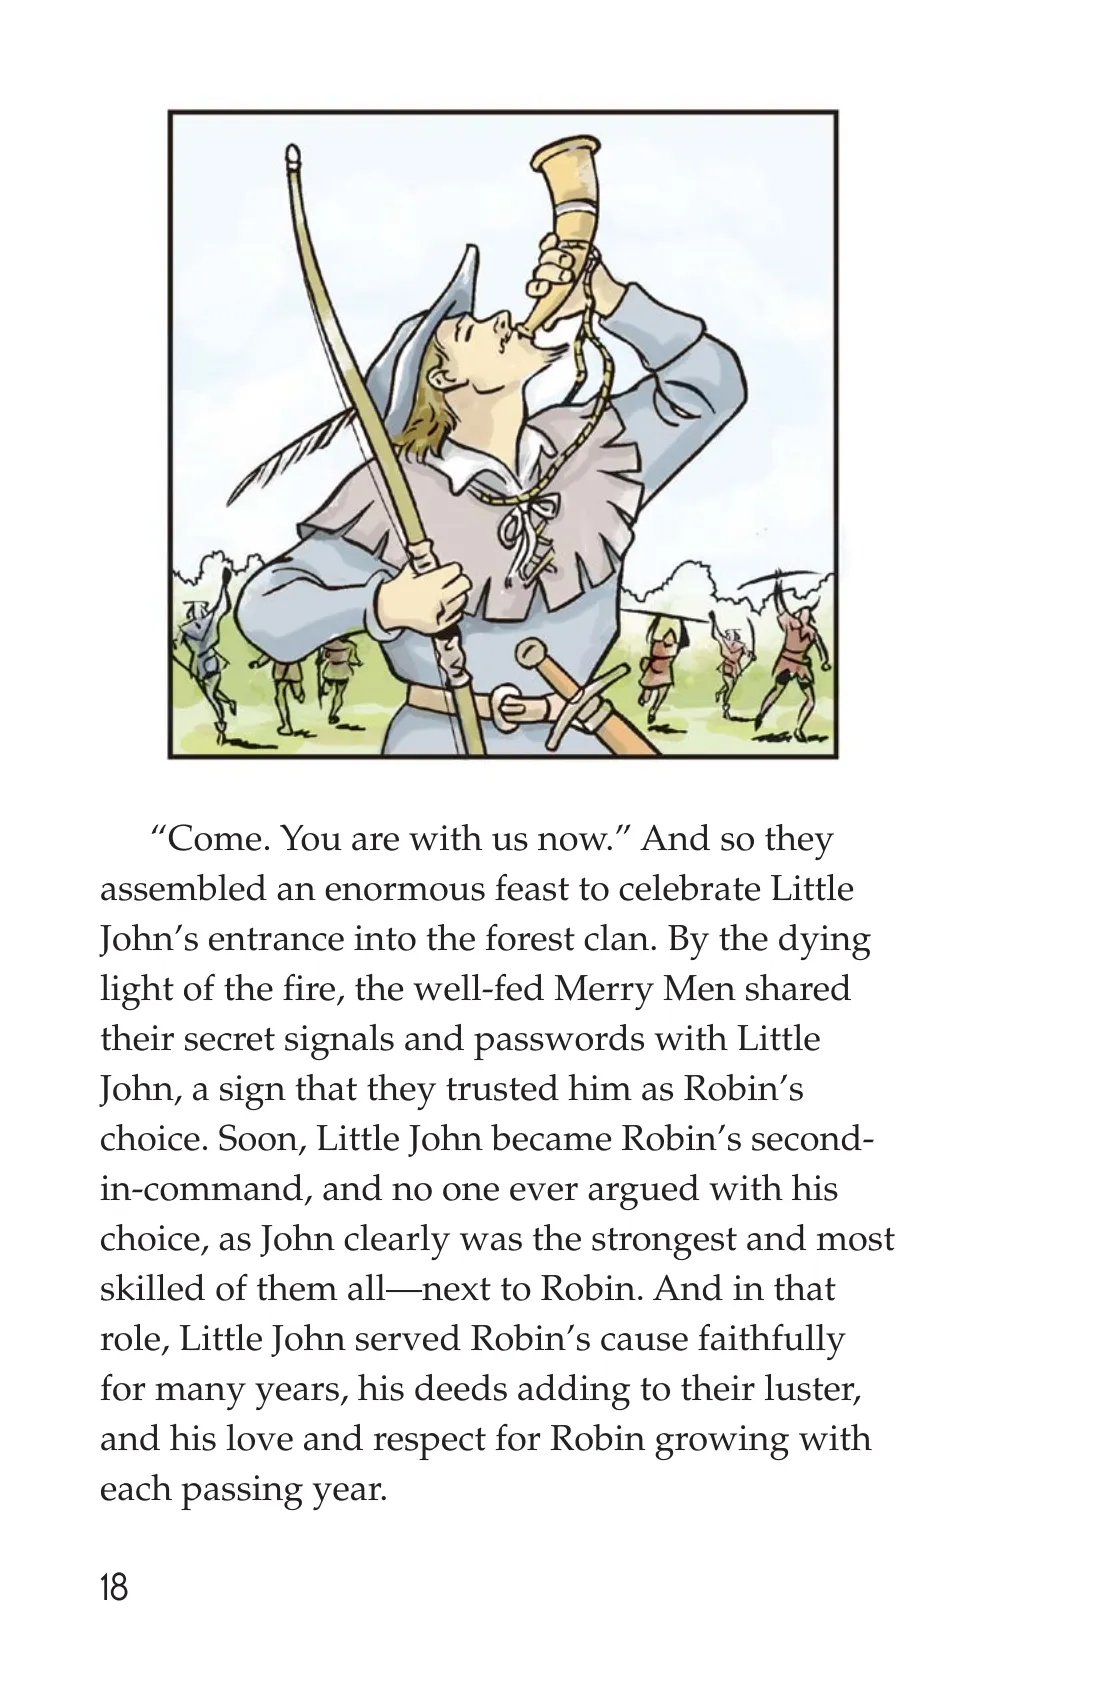 “Come. You are with us now.” And so they
assembled an enormous feast to celebrate Little
John’s entrance into the forest clan. By the dying
light of the fire, the well-fed Merry Men shared
their secret signals and passwords with Little
John, a sign that they trusted him as Robin’s
choice. Soon, Little John became Robin’s second-
in-command, and no one ever argued with his
choice, as John clearly was the strongest and most
skilled of them all—next to Robin. And in that
role, Little John served Robin’s cause faithfully
for many years, his deeds adding to their luster,
and his love and respect for Robin growing with
each passing year.
18